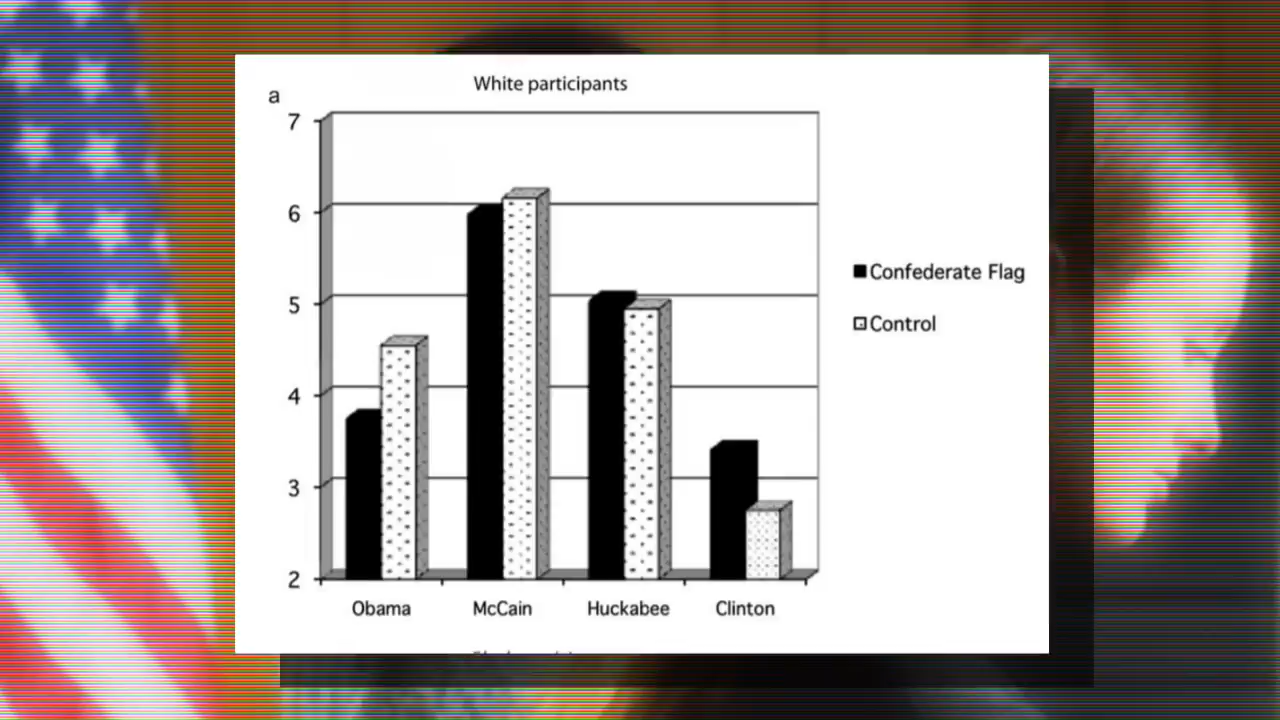 White participants
a
7
6
5
4
3
2
Confederate Flag
Control
Obama McCain Huckabee Clinton